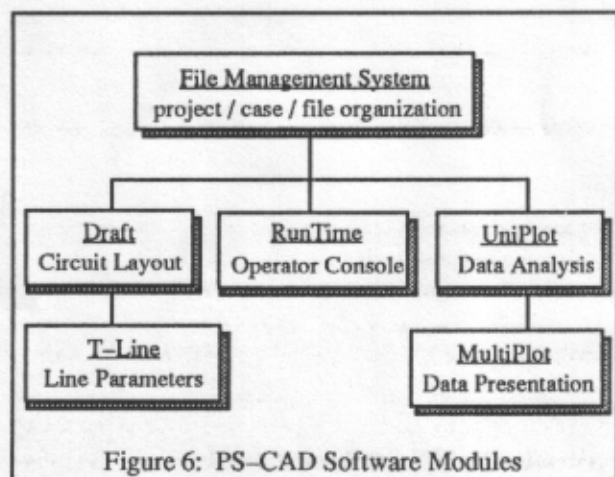 File Management System
project / case / file organization
Draft
Circuit Layout
RunTime
Operator Console
UniPlot
Data Analysis
T–Line
Line Parameters
MultiPlot
Data Presentation
Figure 6: PS–CAD Software Modules